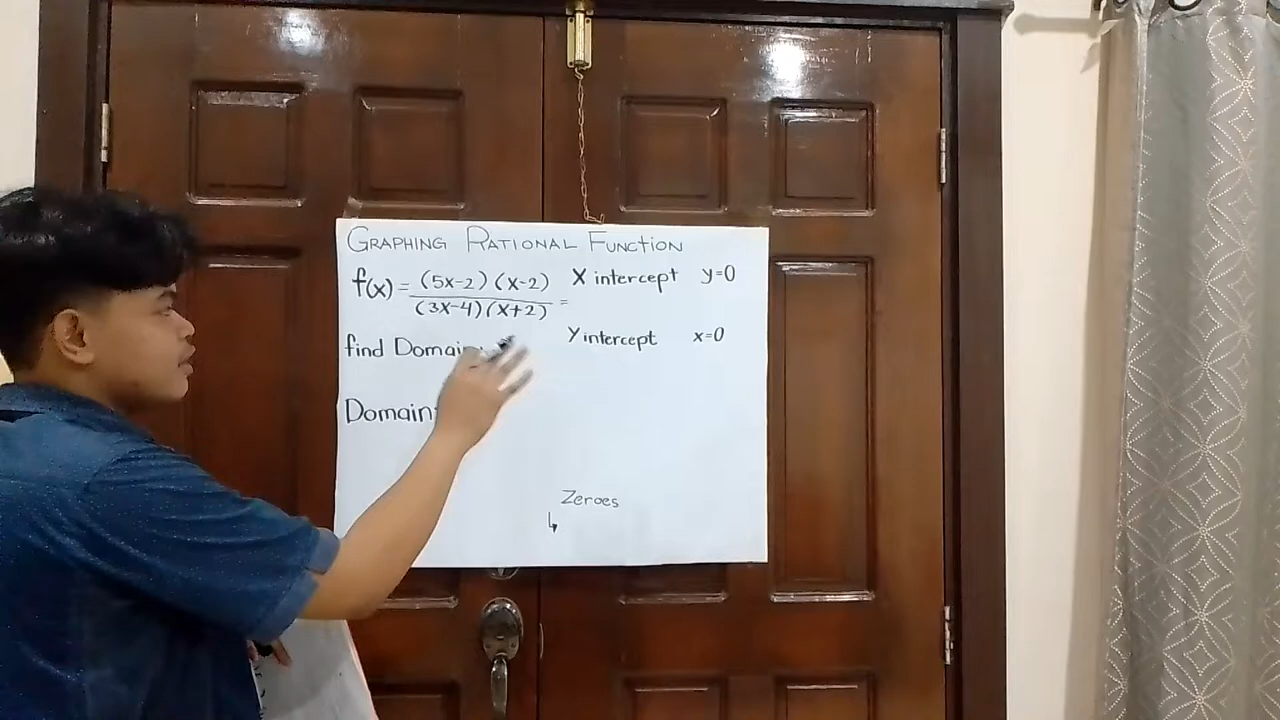 GRAPHING RATIONAL FUNCTION
f(x) = (5x-2)(x-2) / (3x-4)(x+2) =
X intercept y=0
find Domain:
Y intercept x=0
Domain:
Zeroes
↳